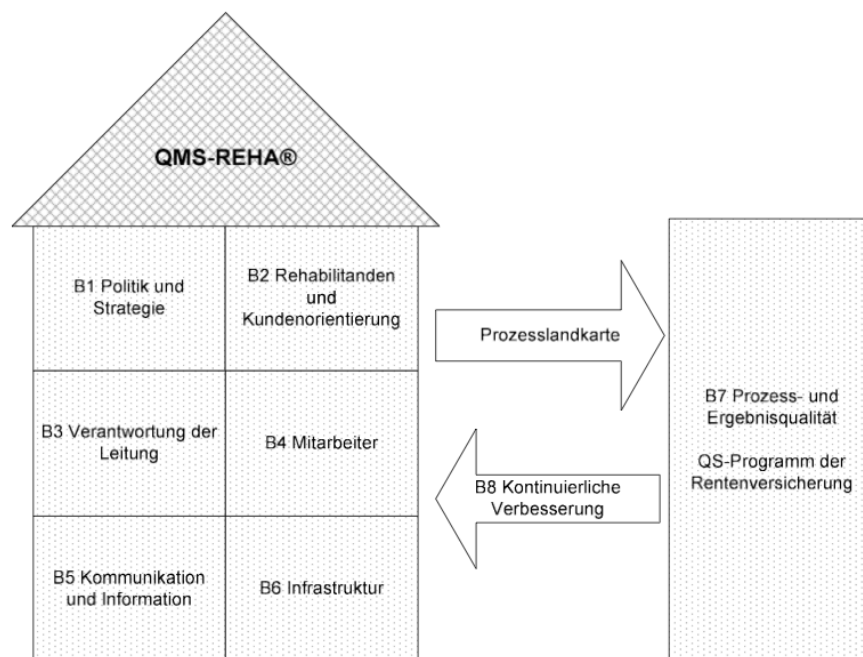 QMS-REHA®
B1 Politik und
Strategie
B2 Rehabilitanden
und
Kundenorientierung
B3 Verantwortung der
Leitung
B4 Mitarbeiter
B5 Kommunikation
und Information
B6 Infrastruktur
Prozesslandkarte
B8 Kontinuierliche
Verbesserung
B7 Prozess- und
Ergebnisqualität
QS-Programm der
Rentenversicherung